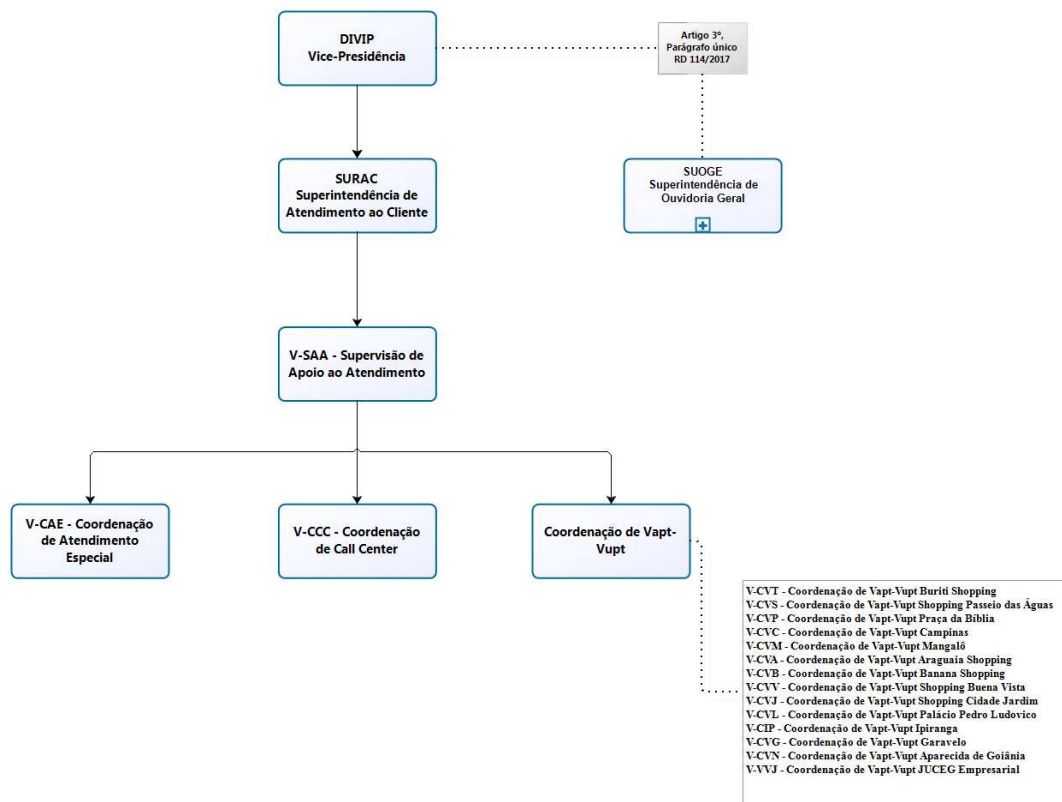 DIVIP
Vice-Presidência
Artigo 3º,
Parágrafo único
RD 114/2017
SURAC
Superintendência de
Atendimento ao Cliente
SUOGE
Superintendência de
Ouvidoria Geral
V-SAA - Supervisão de
Apoio ao Atendimento
V-CAE - Coordenação
de Atendimento
Especial
V-CCC - Coordenação
de Call Center
Coordenação de Vapt-
Vupt
V-CVT - Coordenação de Vapt-Vupt Buriti Shopping
V-CVS - Coordenação de Vapt-Vupt Shopping Passeio das Águas
V-CVP - Coordenação de Vapt-Vupt Praça da Bíblia
V-CVC - Coordenação de Vapt-Vupt Campinas
V-CVM - Coordenação de Vapt-Vupt Mangalô
V-CVA - Coordenação de Vapt-Vupt Araguaia Shopping
V-CVB - Coordenação de Vapt-Vupt Banana Shopping
V-CVV - Coordenação de Vapt-Vupt Shopping Buena Vista
V-CVJ - Coordenação de Vapt-Vupt Shopping Cidade Jardim
V-CVL - Coordenação de Vapt-Vupt Palácio Pedro Ludovico
V-CIP - Coordenação de Vapt-Vupt Ipiranga
V-CVG - Coordenação de Vapt-Vupt Garavelo
V-CVN - Coordenação de Vapt-Vupt Aparecida de Goiânia
V-VVJ - Coordenação de Vapt-Vupt JUCEG Empresarial